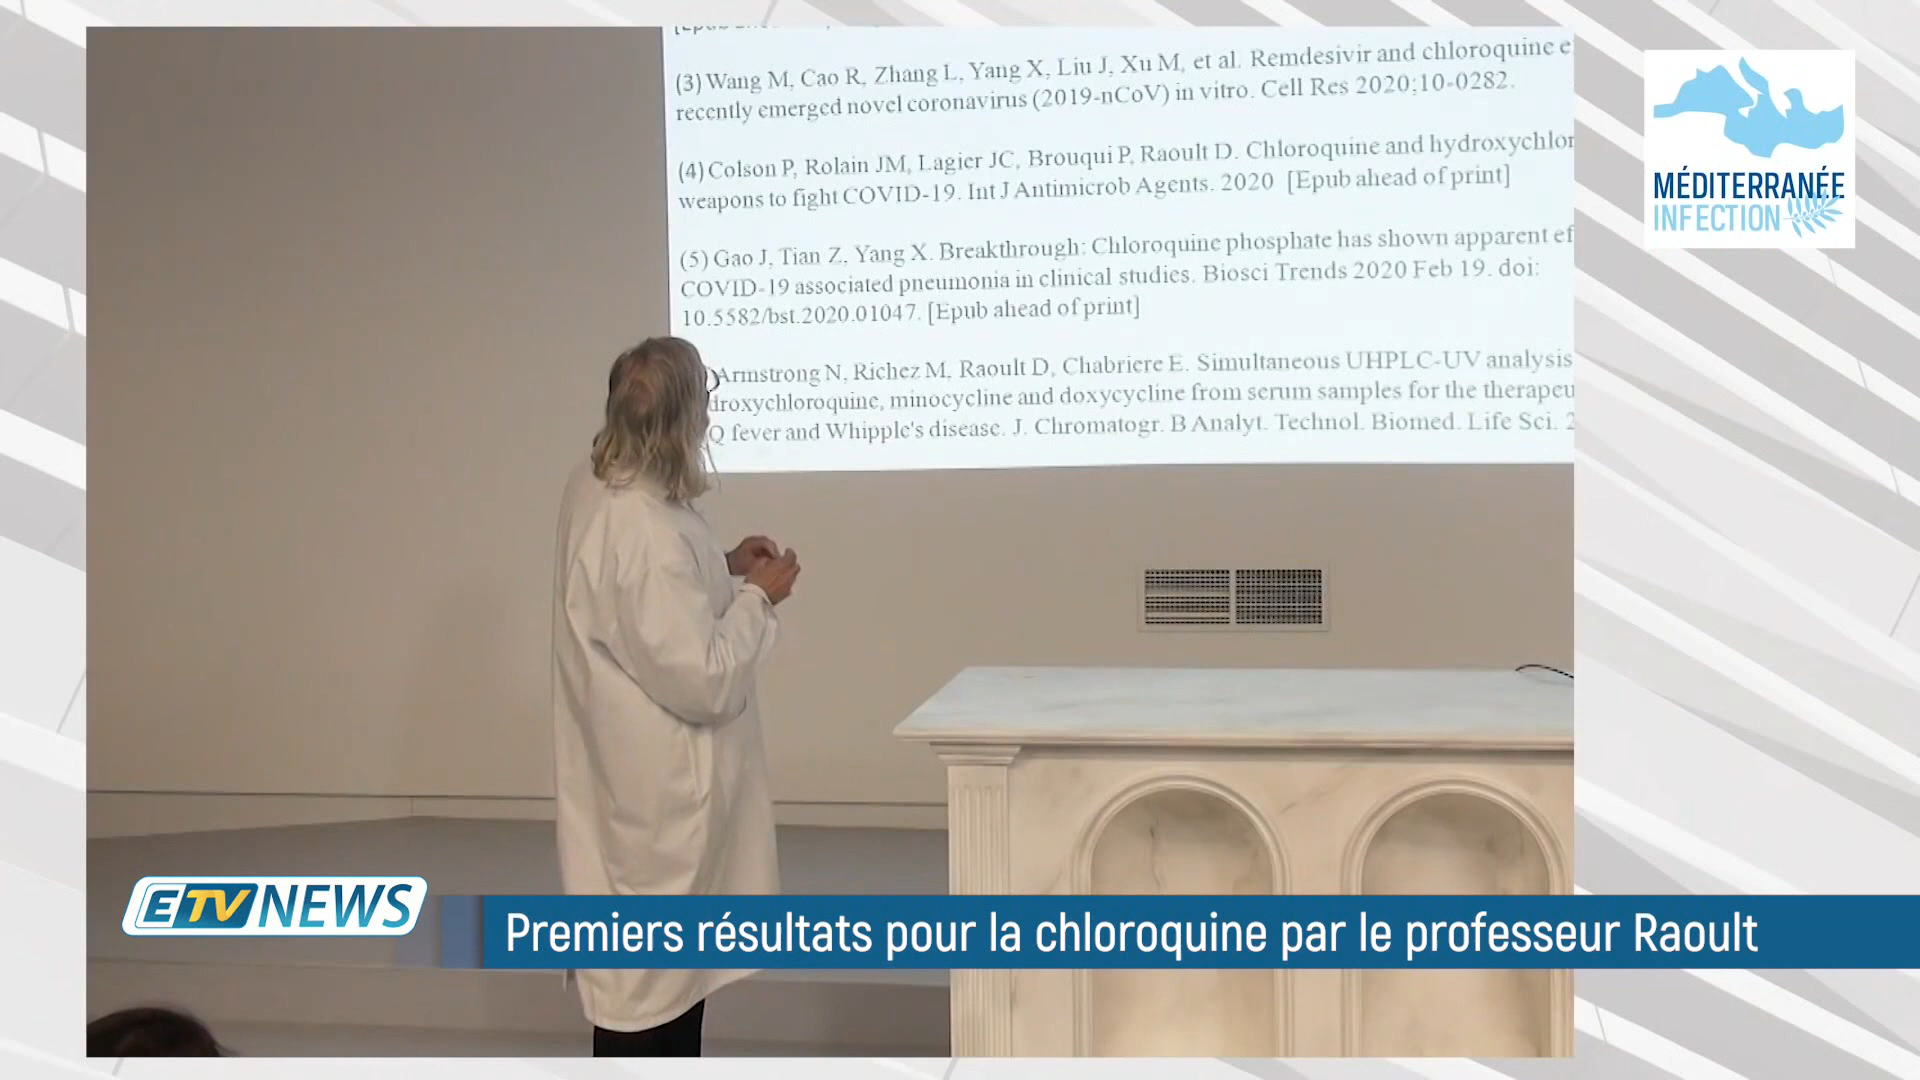 (3) Wang M, Cao R, Zhang L, Yang X, Liu J, Xu M, et al. Remdesivir and chloroquine e
recently emerged novel coronavirus (2019-nCoV) in vitro. Cell Res 2020;10-0282.
(4) Colson P, Rolain JM, Lagier JC, Brouqui P, Raoult D. Chloroquine and hydroxychlor
weapons to fight COVID-19. Int J Antimicrob Agents. 2020 [Epub ahead of print]
(5) Gao J, Tian Z, Yang X. Breakthrough: Chloroquine phosphate has shown apparent ef
COVID-19 associated pneumonia in clinical studies. Biosci Trends 2020 Feb 19. doi:
10.5582/bst.2020.01047. [Epub ahead of print]
) Armstrong N, Richez M, Raoult D, Chabriere E. Simultaneous UHPLC-UV analysis
droxychloroquine, minocycline and doxycycline from serum samples for the therapeu
Q fever and Whipple's disease. J. Chromatogr. B Analyt. Technol. Biomed. Life Sci. 2
MÉDITERRANÉE
INFECTION
ETV NEWS
Premiers résultats pour la chloroquine par le professeur Raoult